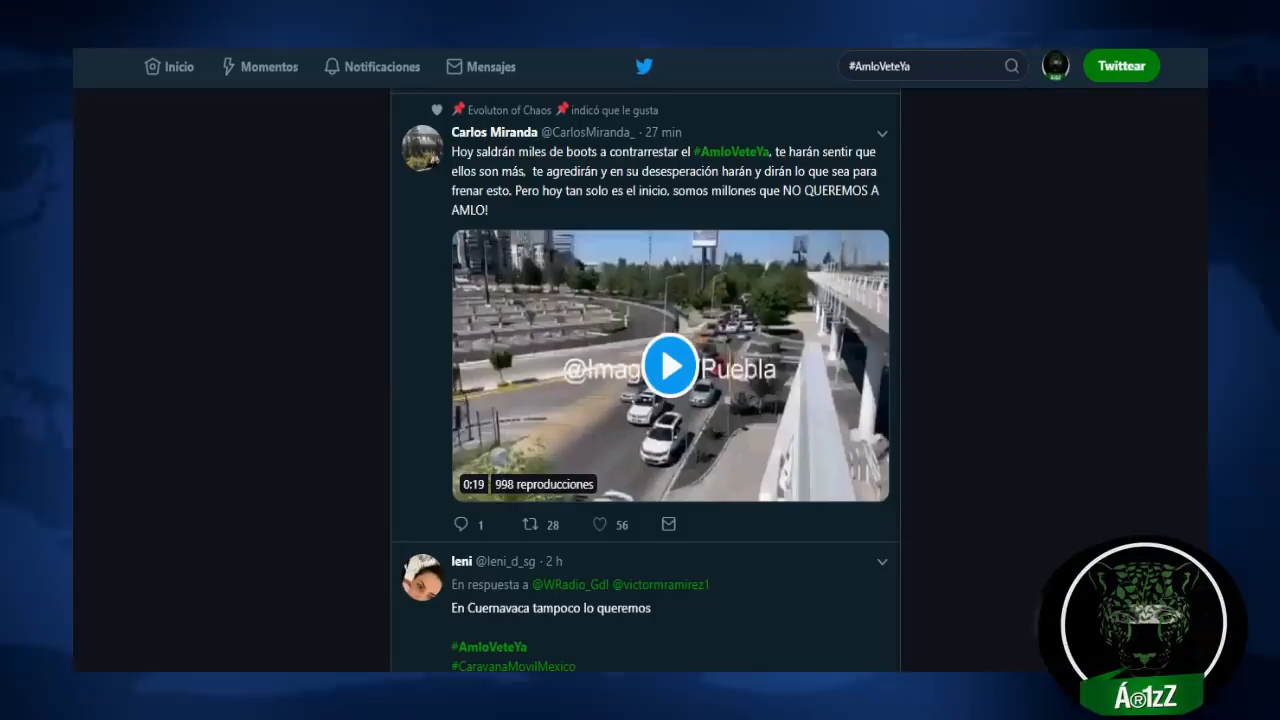 Inicio
Momentos
Notificaciones
Mensajes
#AmloVeteYa
Twittear
Evoluton of Chaos indicó que le gusta
Carlos Miranda @CarlosMiranda_ · 27 min
Hoy saldrán miles de boots a contrarrestar el #AmloVeteYa, te harán sentir que
ellos son más, te agredirán y en su desesperación harán y dirán lo que sea para
frenar esto. Pero hoy tan solo es el inicio, somos millones que NO QUEREMOS A
AMLO!
@Imag Puebla
0:19 998 reproducciones
1 28 56
leni @leni_d_sg · 2 h
En respuesta a @WRadio_Gdl @victormramirez1
En Cuernavaca tampoco lo queremos
#AmloVeteYa
#CaravanaMovilMexico
Á®1zZ